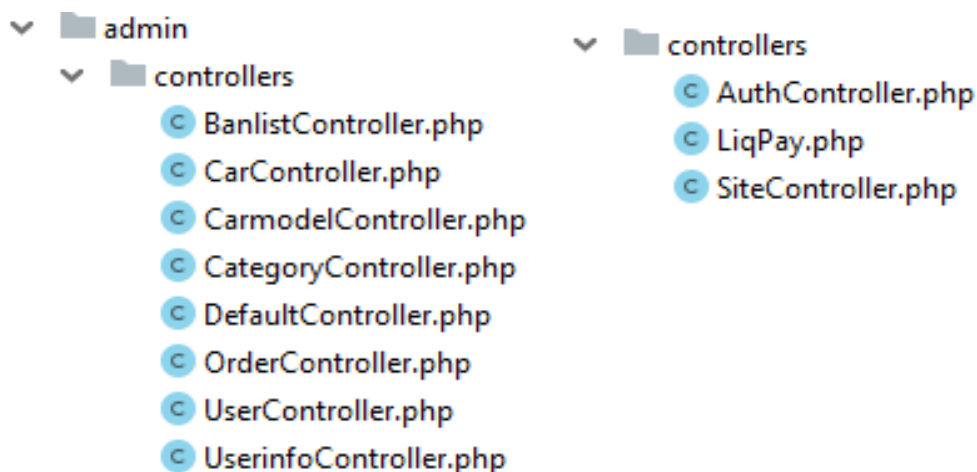 admin
controllers
BanlistController.php
CarController.php
CarmodelController.php
CategoryController.php
DefaultController.php
OrderController.php
UserController.php
UserinfoController.php
controllers
AuthController.php
LiqPay.php
SiteController.php